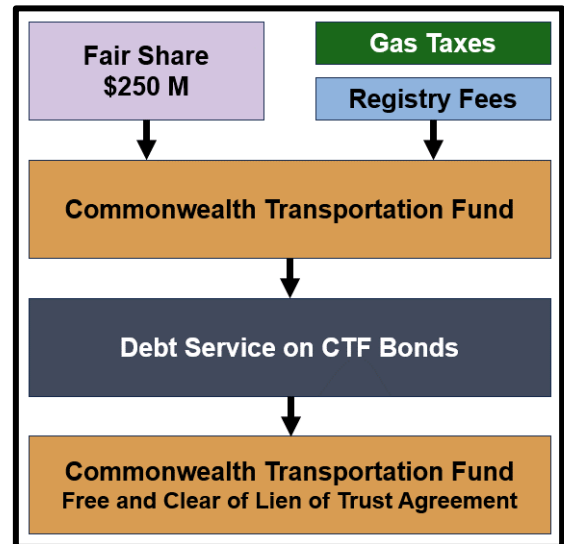 Fair Share
$250 M
Gas Taxes
Registry Fees
Commonwealth Transportation Fund
Debt Service on CTF Bonds
Commonwealth Transportation Fund
Free and Clear of Lien of Trust Agreement